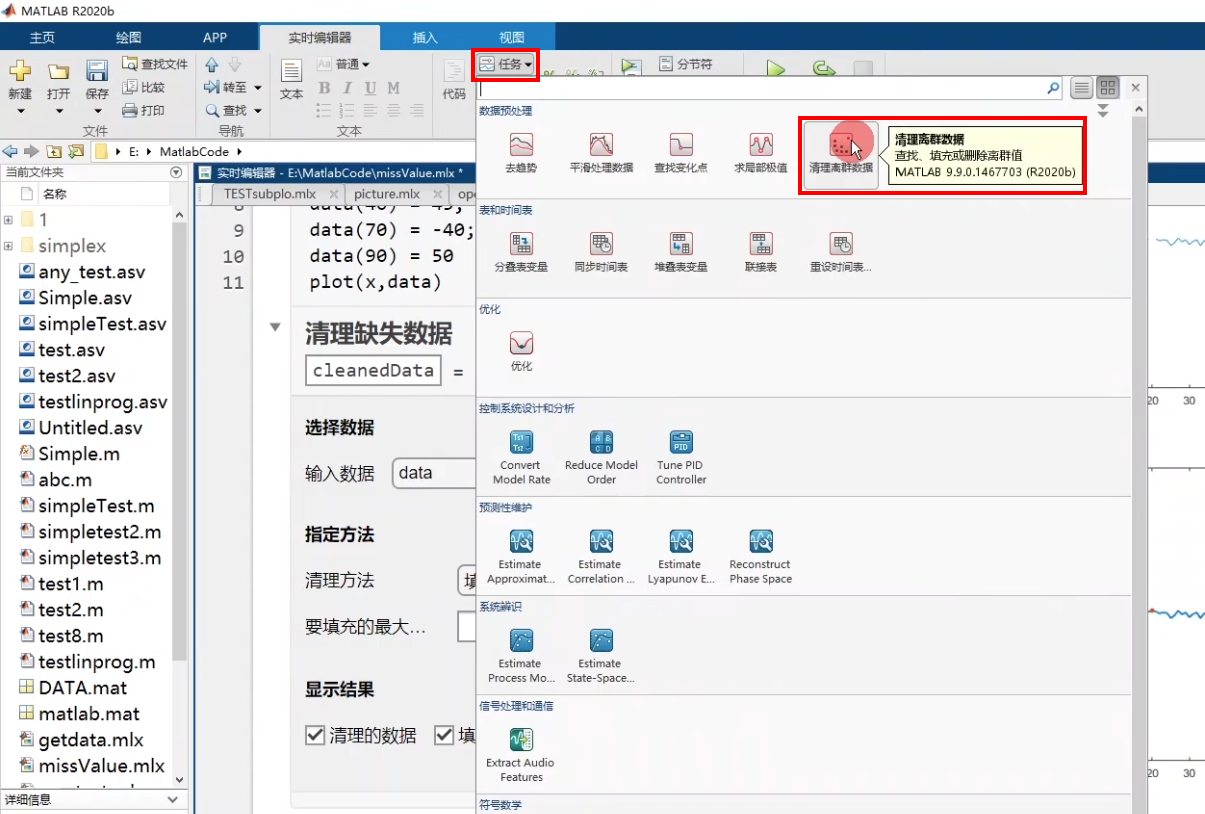 MATLAB R2020b
主页
绘图
APP
实时编辑器
插入
视图
新建
打开
保存
查找文件
比较
打印
文件
转至
查找
导航
文本
Aa 普通
B I U M
文本
代码
任务
分节符
E: MatlabCode
当前文件夹
名称
1
simplex
any_test.asv
Simple.asv
simpleTest.asv
test.asv
test2.asv
testlinprog.asv
Untitled.asv
Simple.m
abc.m
simpleTest.m
simpletest2.m
simpletest3.m
test1.m
test2.m
test8.m
testlinprog.m
DATA.mat
matlab.mat
getdata.mlx
missValue.mlx
详细信息
实时编辑器 - E:\MatlabCode\missValue.mlx *
TESTsubplo.mlx
picture.mlx
9 data(70) = -40;
10 data(90) = 50
11 plot(x,data)
清理缺失数据
cleanedData =
选择数据
输入数据 data
指定方法
清理方法
要填充的最大...
显示结果
清理的数据
填
数据预处理
去趋势
平滑处理数据
查找变化点
求局部极值
清理离群数据
清理离群数据
查找、填充或删除离群值
MATLAB 9.9.0.1467703 (R2020b)
表和时间表
分叠表变量
同步时间表
堆叠表变量
联接表
重设时间表...
优化
优化
控制系统设计和分析
Convert
Model Rate
Reduce Model
Order
Tune PID
Controller
预测性维护
Estimate
Approximat...
Estimate
Correlation ...
Estimate
Lyapunov E...
Reconstruct
Phase Space
系统辨识
Estimate
Process Mo...
Estimate
State-Space...
信号处理和通信
Extract Audio
Features
符号数学
20 30
20 30